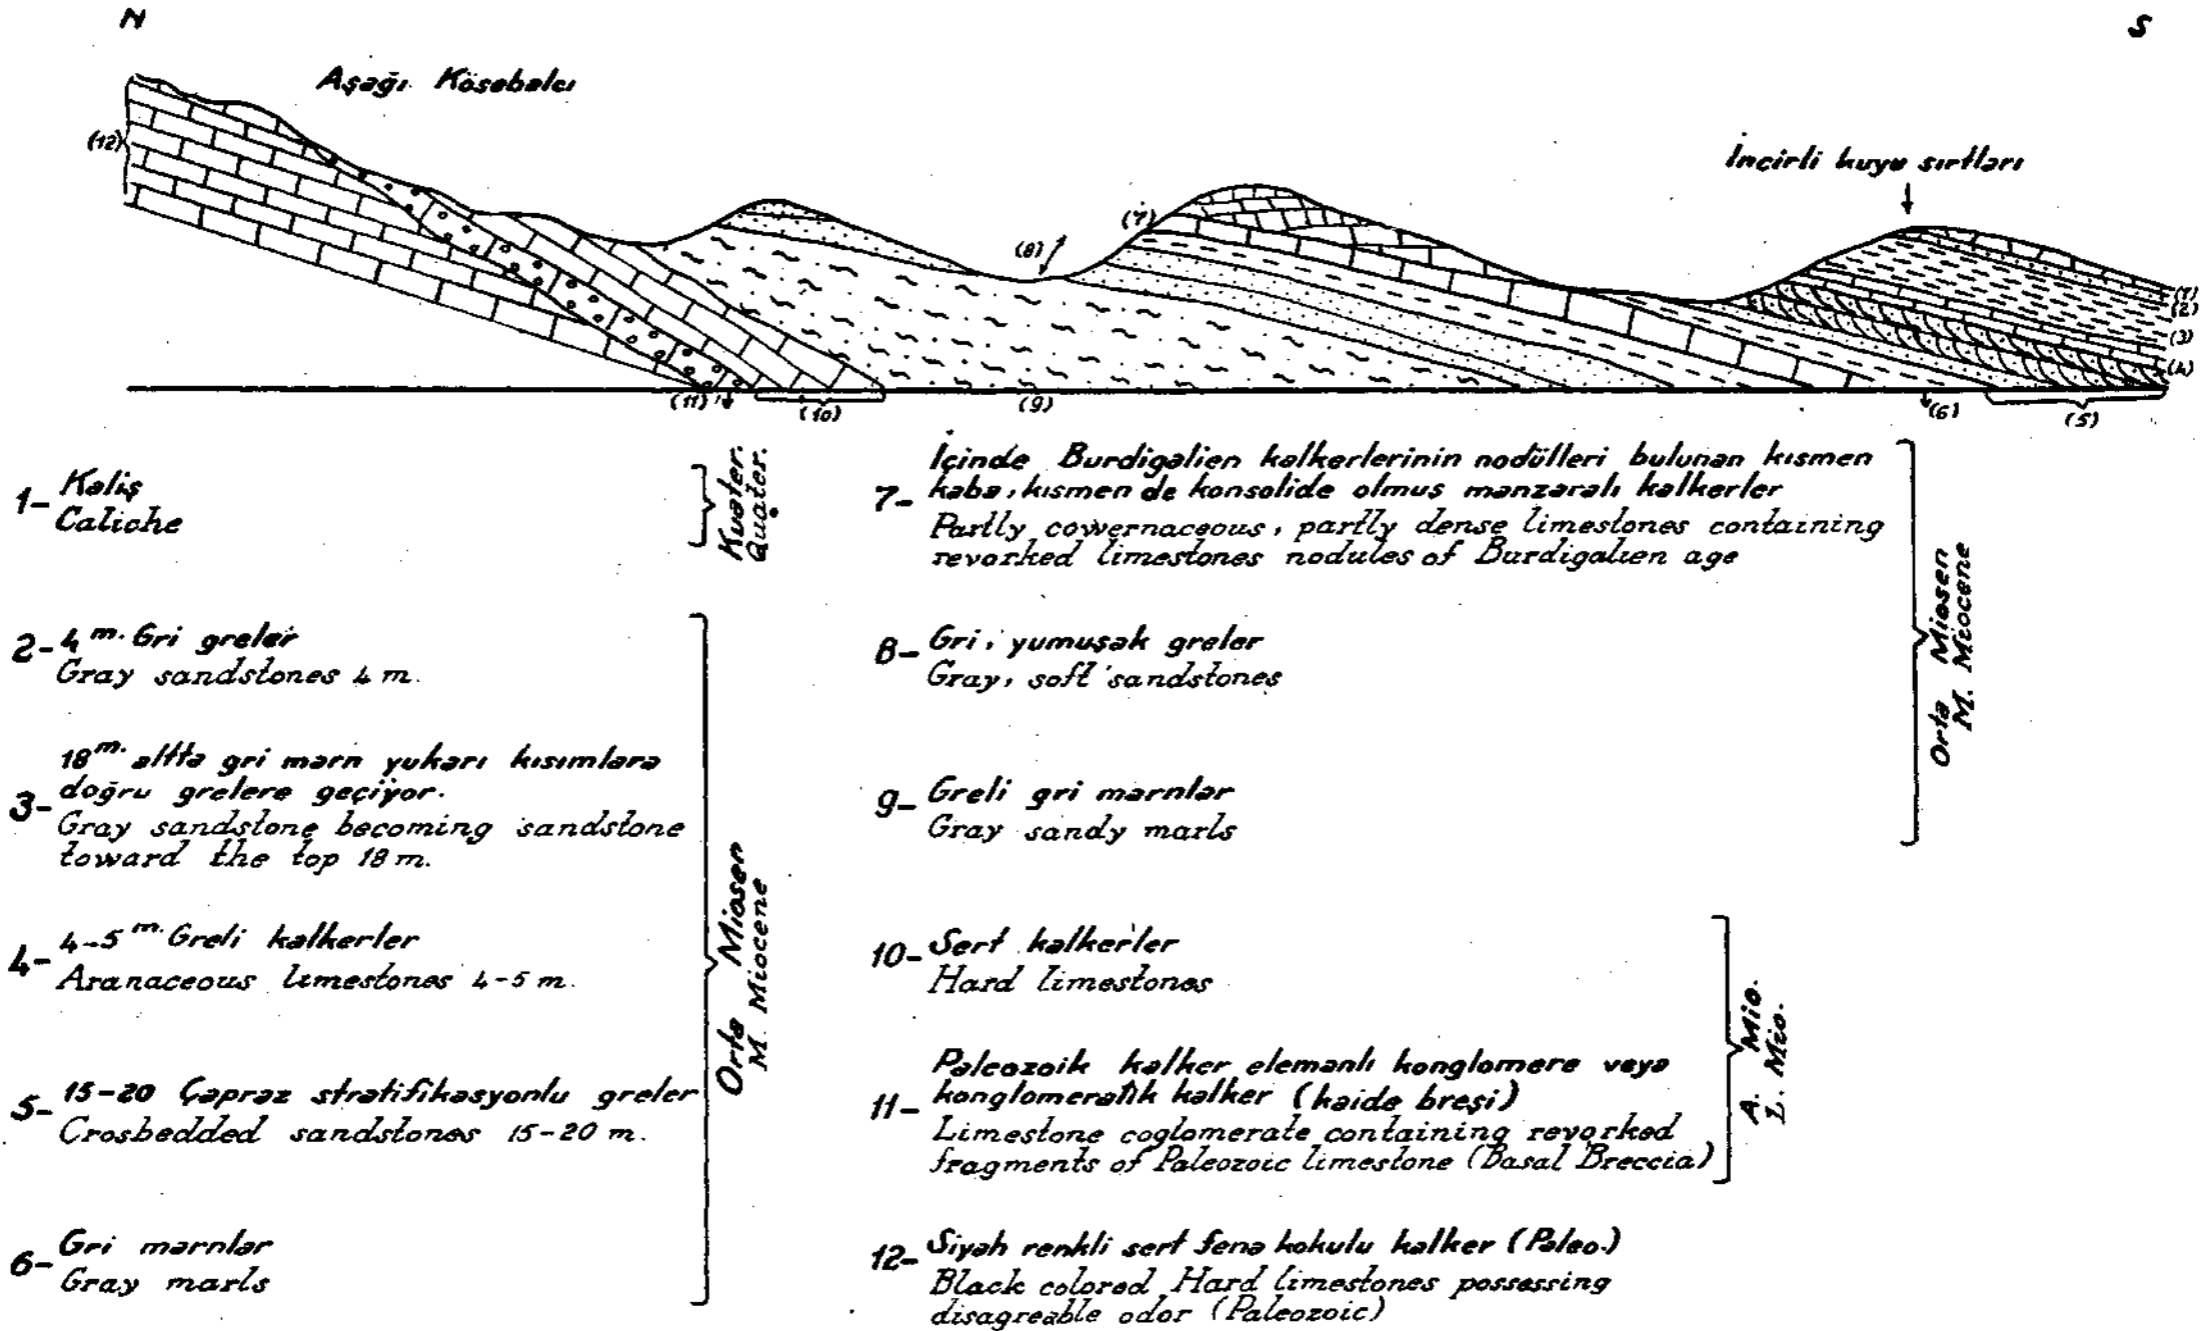 N
S
Aşağı Kösebalcı
İncirli kuyu sırtları
(12)
(7)
(8)
(1)
(2)
(3)
(4)
(11)
(10)
(9)
(6)
(5)
1- Kaliş
Caliche
Kuater.
Quater.
2- 4 m. Gri greler
Gray sandstones 4 m.
3- 18 m. altta gri marn yukarı kısımlara
doğru grelere geçiyor.
Gray sandstone becoming sandstone
toward the top 18 m.
4- 4-5 m. Greli kalkerler
Aranaceous limestones 4-5 m.
5- 15-20 Çapraz stratifikasyonlu greler
Crosbedded sandstones 15-20 m.
6- Gri marnlar
Gray marls
Orta Miosen
M. Miocene
7- İçinde Burdigalien kalkerlerinin nodülleri bulunan kısmen
kaba, kısmen de konsolide olmuş manzaralı kalkerler
Partly cowernaceous, partly dense limestones containing
revorked limestones nodules of Burdigalien age
8- Gri, yumuşak greler
Gray, soft sandstones
9- Greli gri marnlar
Gray sandy marls
Orta Miosen
M. Miocene
10- Sert kalkerler
Hard limestones
11- Paleozoik kalker elemanlı konglomere veya
konglomeratik kalker (kaide breşi)
Limestone coglomerate containing revorked
fragments of Paleozoic limestone (Basal Breccia)
A. Mio.
L. Mio.
12- Siyah renkli sert fena kokulu kalker (Paleo.)
Black colored Hard limestones possessing
disagreable odor (Paleozoic)